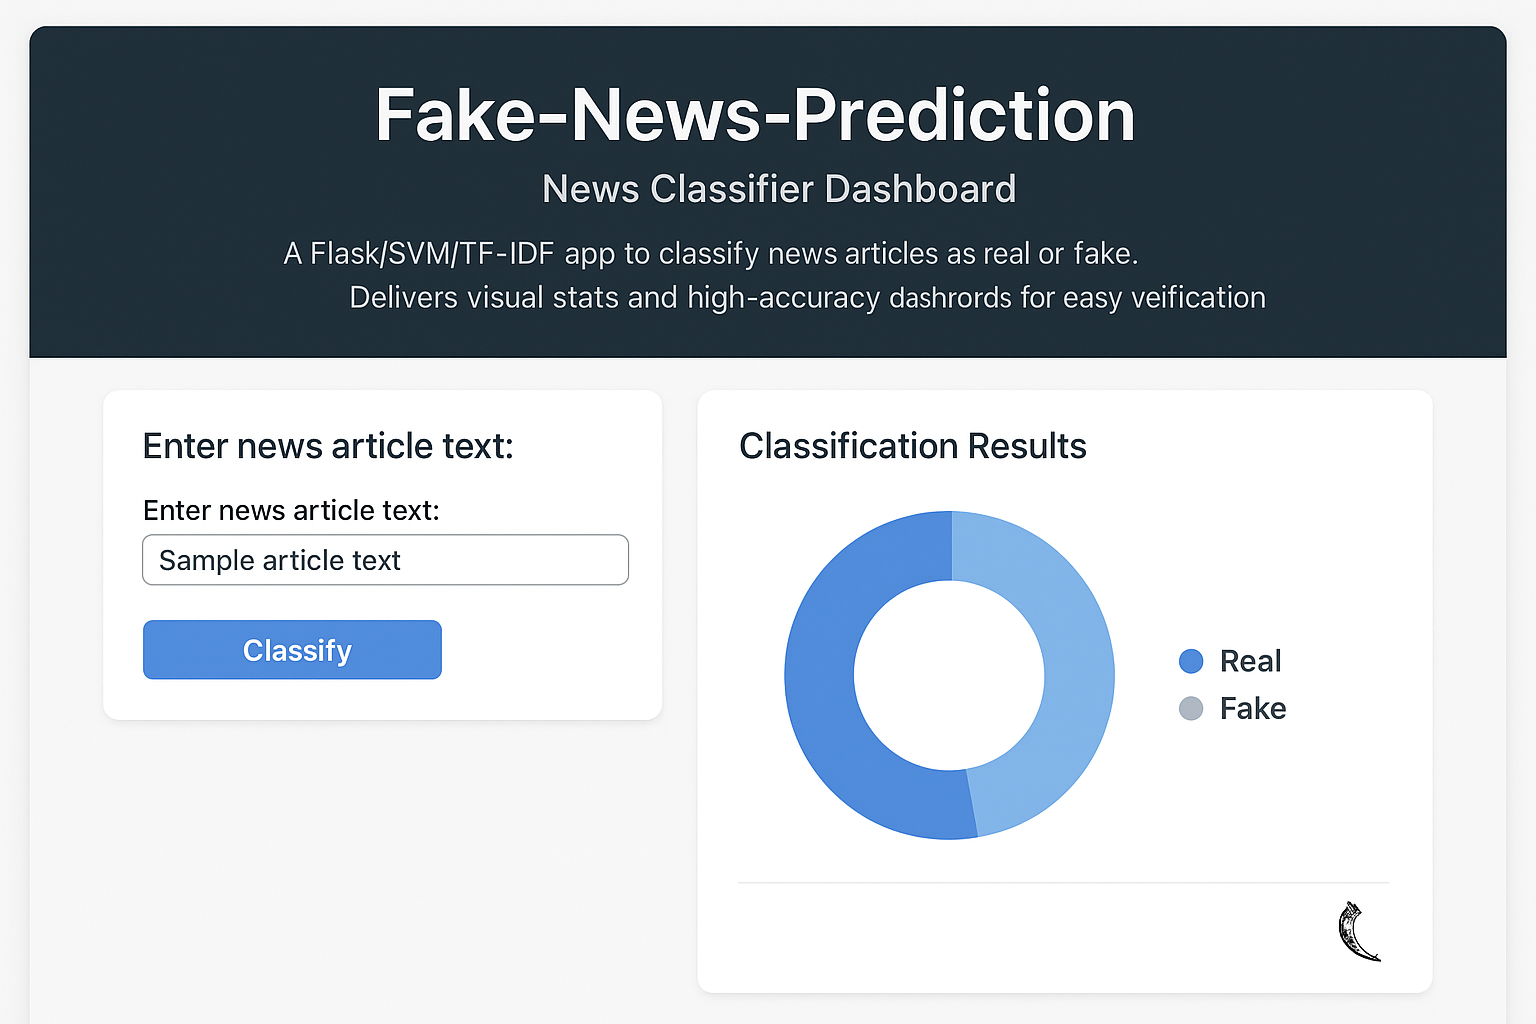 Fake-News-Prediction
News Classifier Dashboard
A Flask/SVM/TF-IDF app to classify news articles as real or fake.
Delivers visual stats and high-accuracy dashrords for easy veification
Enter news article text:
Enter news article text:
Sample article text
Classify
Classification Results
Real
Fake